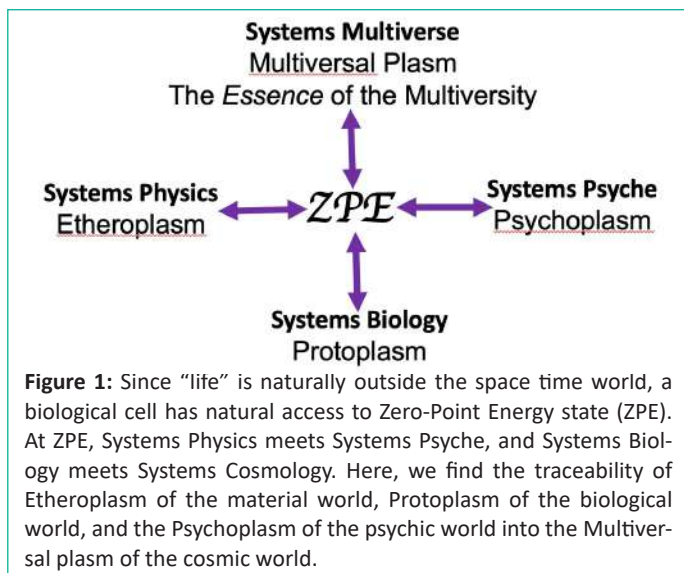 Systems Multiverse
Multiversal Plasm
The Essence of the Multiversity
Systems Physics
Etheroplasm
ZPE
Systems Psyche
Psychoplasm
Systems Biology
Protoplasm
Figure 1: Since “life” is naturally outside the space time world, a
biological cell has natural access to Zero-Point Energy state (ZPE).
At ZPE, Systems Physics meets Systems Psyche, and Systems Biol-
ogy meets Systems Cosmology. Here, we find the traceability of
Etheroplasm of the material world, Protoplasm of the biological
world, and the Psychoplasm of the psychic world into the Multiver-
sal plasm of the cosmic world.